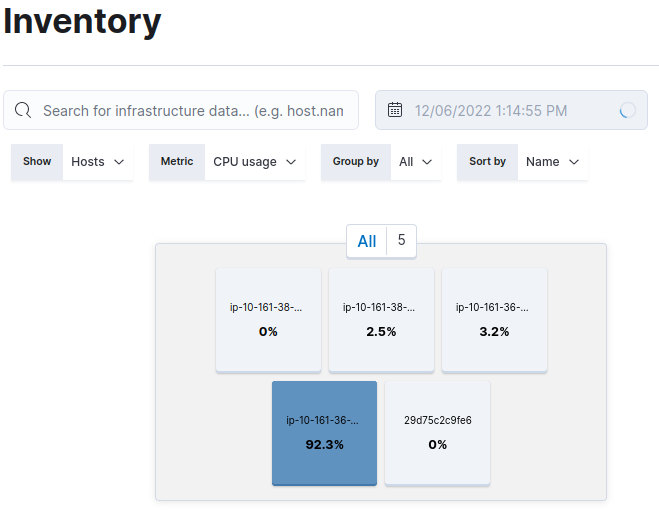 Inventory
Search for infrastructure data... (e.g. host.nan
12/06/2022 1:14:55 PM
Show Hosts Metric CPU usage Group by All Sort by Name
All 5
ip-10-161-38-... ip-10-161-38-... ip-10-161-36-...
0% 2.5% 3.2%
ip-10-161-36-... 29d75c2c9fe6
92.3% 0%